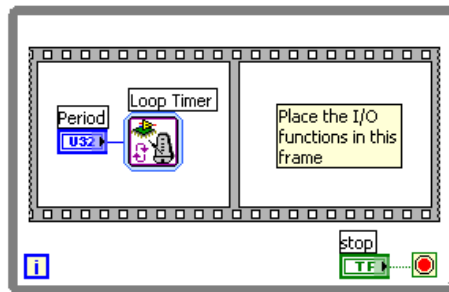 Loop Timer
Period
U32
Place the I/O
functions in this
frame
stop
TF
i